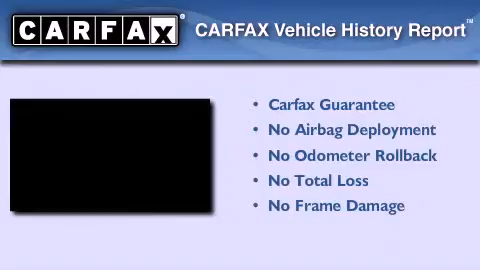 CARFAX® CARFAX Vehicle History Report™
• Carfax Guarantee
• No Airbag Deployment
• No Odometer Rollback
• No Total Loss
• No Frame Damage